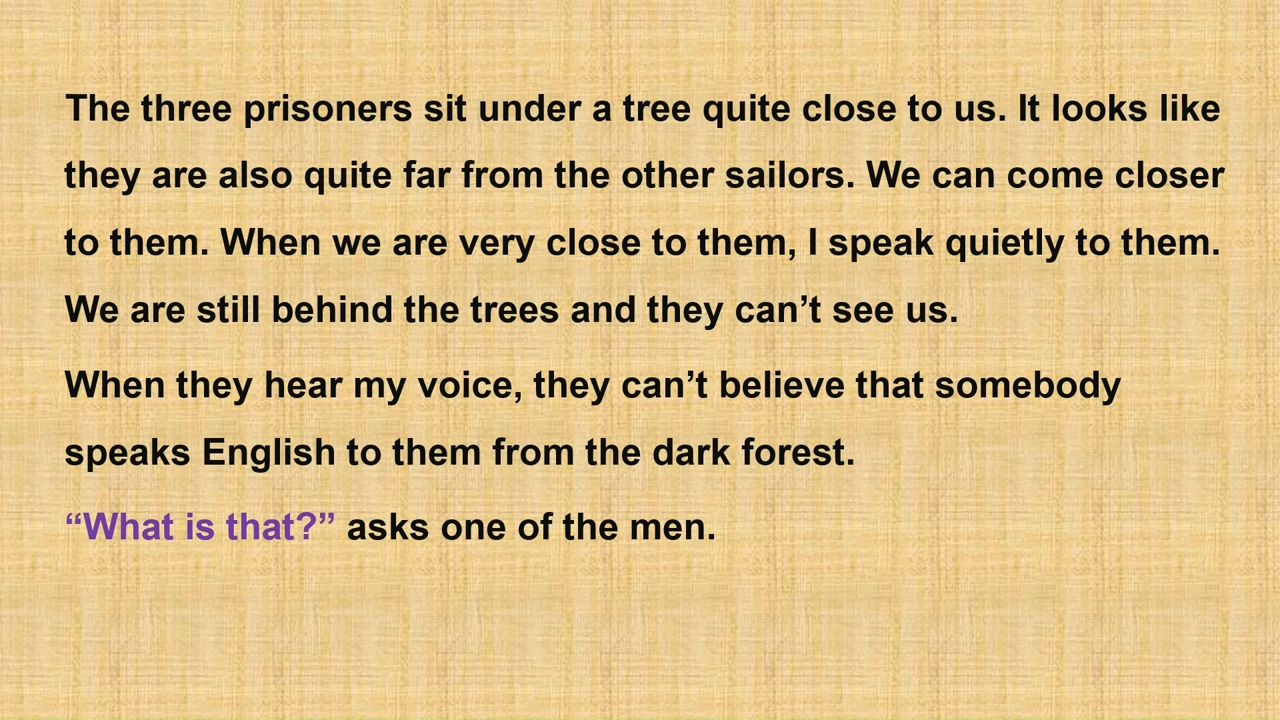 The three prisoners sit under a tree quite close to us. It looks like
they are also quite far from the other sailors. We can come closer
to them. When we are very close to them, I speak quietly to them.
We are still behind the trees and they can’t see us.
When they hear my voice, they can’t believe that somebody
speaks English to them from the dark forest.
“What is that?” asks one of the men.